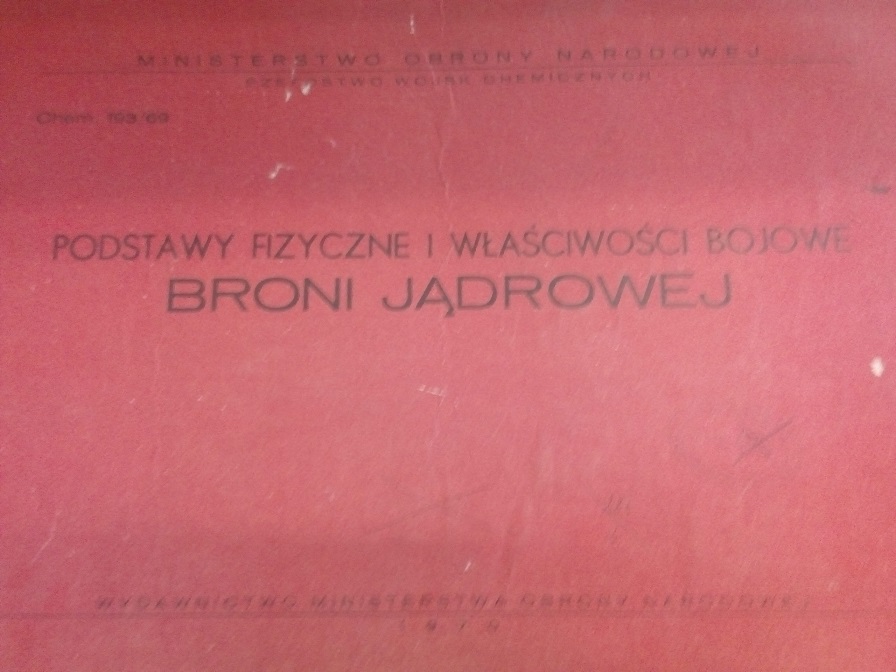 MINISTERSTWO OBRONY NARODOWEJ
SZEFOSTWO WOJSK CHEMICZNYCH
Chem. 193/69
PODSTAWY FIZYCZNE I WŁAŚCIWOŚCI BOJOWE
BRONI JĄDROWEJ
WYDAWNICTWO MINISTERSTWA OBRONY NARODOWEJ
1970